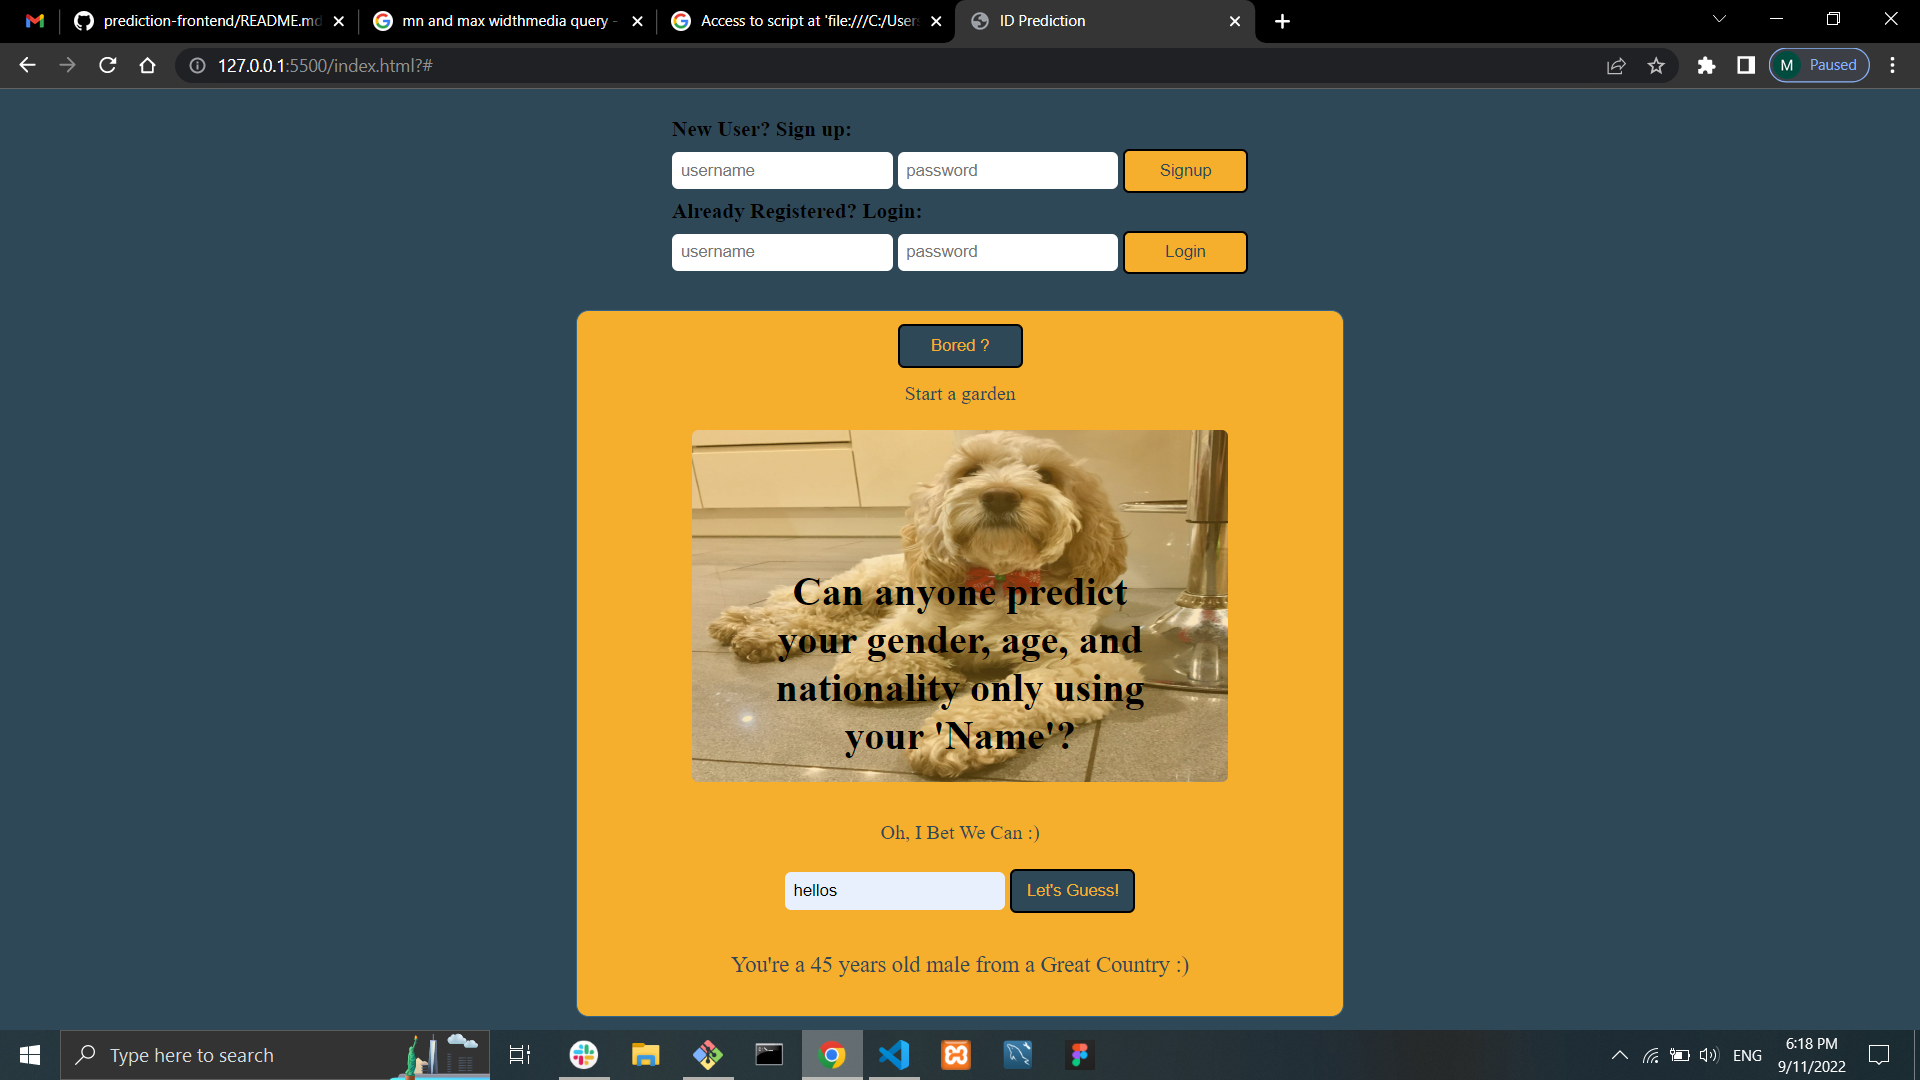 prediction-frontend/README.md
mn and max widthmedia query -
Access to script at 'file:///C:/Users
ID Prediction
127.0.0.1:5500/index.html?#
M Paused
New User? Sign up:
username password Signup
Already Registered? Login:
username password Login
Bored ?
Start a garden
Can anyone predict
your gender, age, and
nationality only using
your 'Name'?
Oh, I Bet We Can :)
hellos Let's Guess!
You're a 45 years old male from a Great Country :)
Type here to search
ENG
6:18 PM
9/11/2022